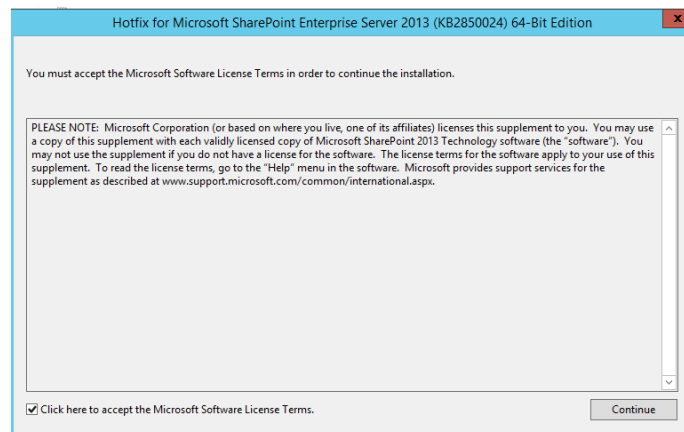 Hotfix for Microsoft SharePoint Enterprise Server 2013 (KB2850024) 64-Bit Edition
x
You must accept the Microsoft Software License Terms in order to continue the installation.
PLEASE NOTE:  Microsoft Corporation (or based on where you live, one of its affiliates) licenses this supplement to you.  You may use
a copy of this supplement with each validly licensed copy of Microsoft SharePoint 2013 Technology software (the "software").  You
may not use the supplement if you do not have a license for the software.  The license terms for the software apply to your use of this
supplement.  To read the license terms, go to the "Help" menu in the software.  Microsoft provides support services for the
supplement as described at www.support.microsoft.com/common/international.aspx.
Click here to accept the Microsoft Software License Terms.
Continue